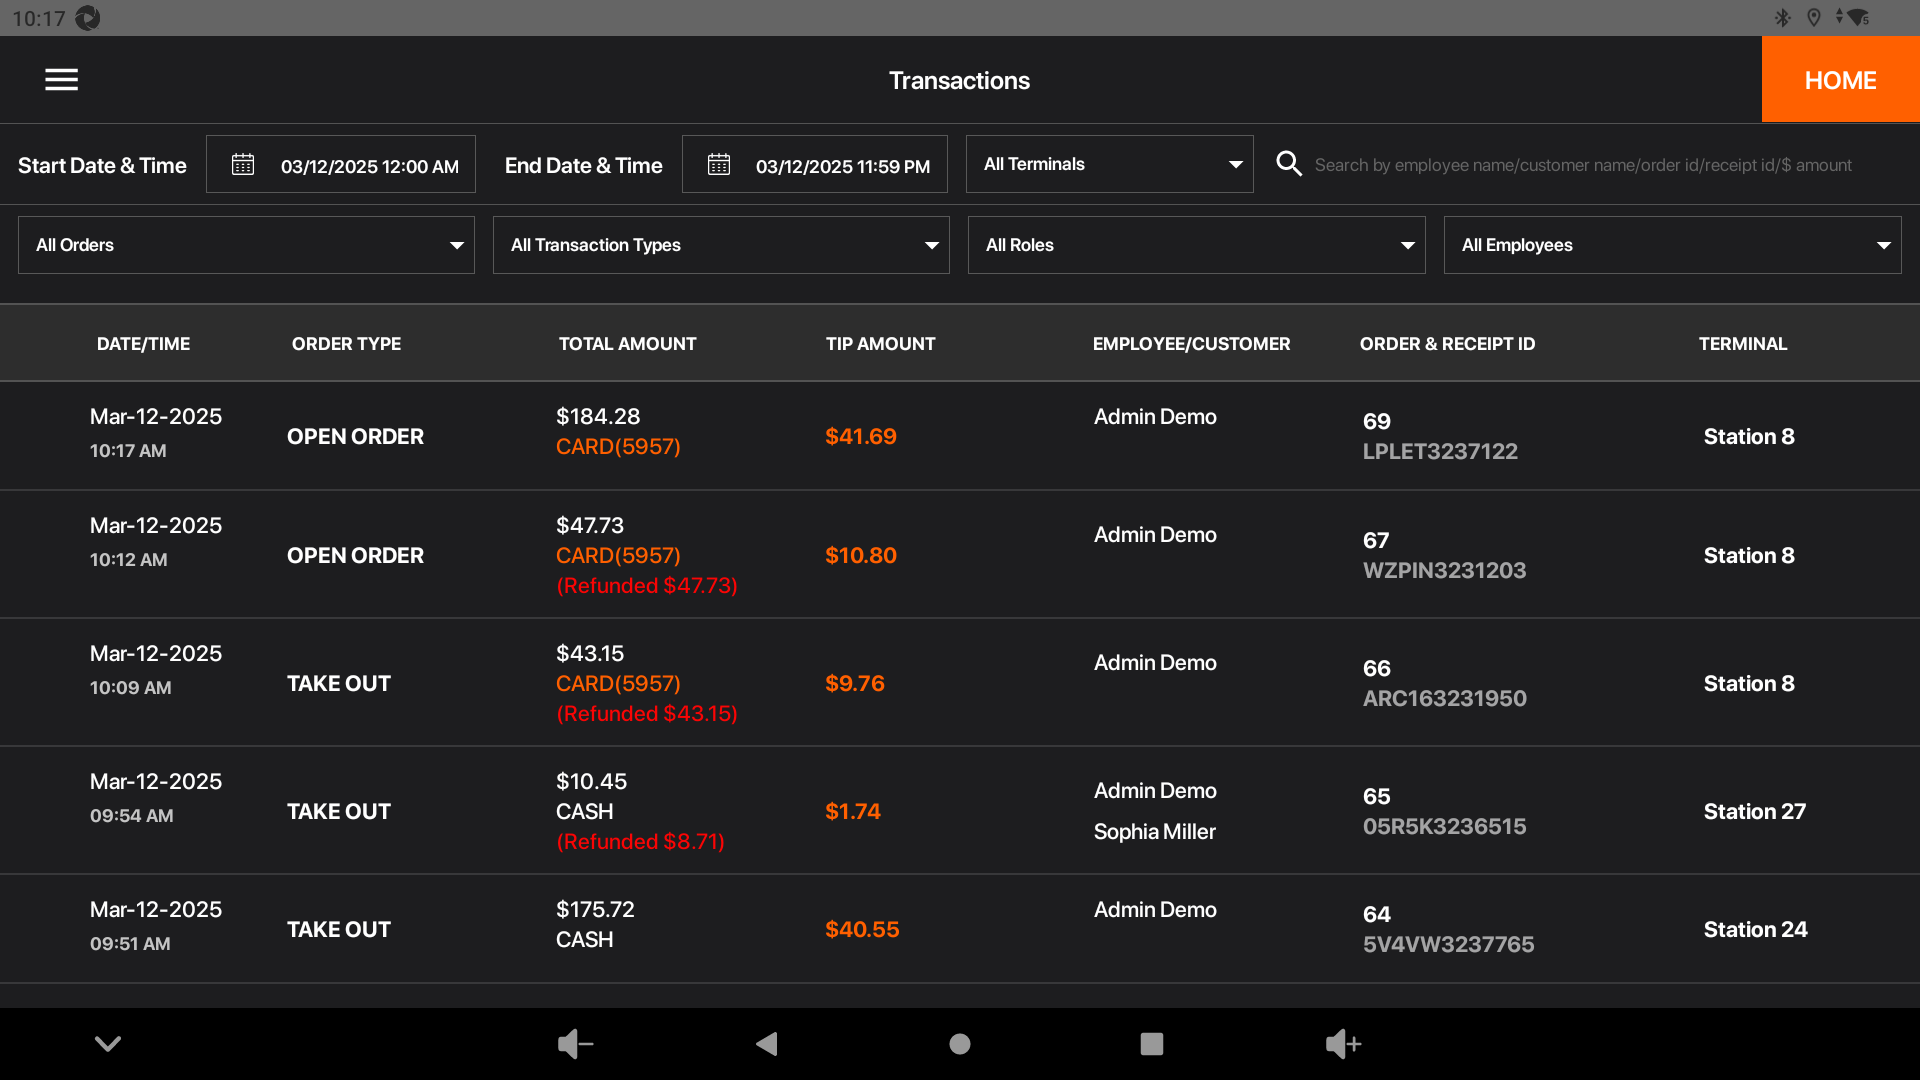 10:17
Transactions
HOME
Start Date & Time
03/12/2025 12:00 AM
End Date & Time
03/12/2025 11:59 PM
All Terminals
Search by employee name/customer name/order id/receipt id/$ amount
All Orders
All Transaction Types
All Roles
All Employees
DATE/TIME ORDER TYPE TOTAL AMOUNT TIP AMOUNT EMPLOYEE/CUSTOMER ORDER & RECEIPT ID TERMINAL
Mar-12-2025
10:17 AM
OPEN ORDER
$184.28
CARD(5957)
$41.69
Admin Demo
69
LPLET3237122
Station 8
Mar-12-2025
10:12 AM
OPEN ORDER
$47.73
CARD(5957)
(Refunded $47.73)
$10.80
Admin Demo
67
WZPIN3231203
Station 8
Mar-12-2025
10:09 AM
TAKE OUT
$43.15
CARD(5957)
(Refunded $43.15)
$9.76
Admin Demo
66
ARC163231950
Station 8
Mar-12-2025
09:54 AM
TAKE OUT
$10.45
CASH
(Refunded $8.71)
$1.74
Admin Demo
Sophia Miller
65
05R5K3236515
Station 27
Mar-12-2025
09:51 AM
TAKE OUT
$175.72
CASH
$40.55
Admin Demo
64
5V4VW3237765
Station 24